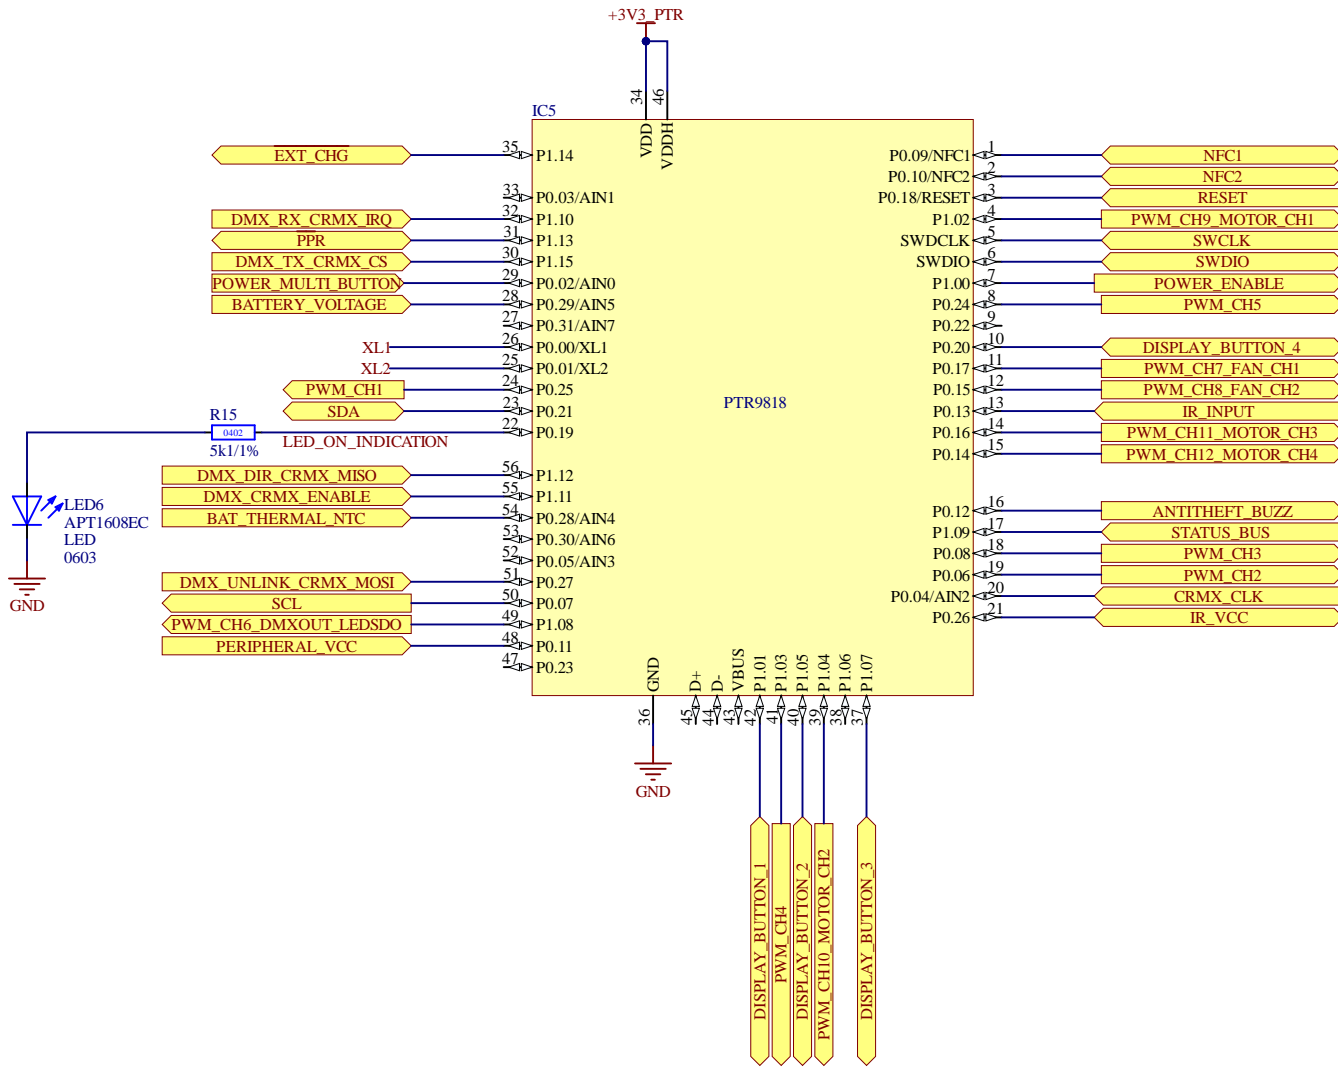 +3V3_PTR
IC5
34
46
VDD
VDDH
EXT_CHG
35
P1.14
33
P0.03/AIN1
DMX_RX_CRMX_IRQ
32
P1.10
PPR
31
P1.13
DMX_TX_CRMX_CS
30
P1.15
POWER_MULTI_BUTTON
29
P0.02/AIN0
BATTERY_VOLTAGE
28
P0.29/AIN5
27
P0.31/AIN7
XL1
26
P0.00/XL1
XL2
25
P0.01/XL2
PWM_CH1
24
P0.25
SDA
23
P0.21
R15
0402
5k1/1%
LED_ON_INDICATION
22
P0.19
DMX_DIR_CRMX_MISO
56
P1.12
DMX_CRMX_ENABLE
55
P1.11
BAT_THERMAL_NTC
54
P0.28/AIN4
53
P0.30/AIN6
52
P0.05/AIN3
DMX_UNLINK_CRMX_MOSI
51
P0.27
SCL
50
P0.07
PWM_CH6_DMXOUT_LEDSDO
49
P1.08
PERIPHERAL_VCC
48
P0.11
47
P0.23
LED6
APT1608EC
LED
0603
GND
PTR9818
P0.09/NFC1
1
NFC1
P0.10/NFC2
2
NFC2
P0.18/RESET
3
RESET
P1.02
4
PWM_CH9_MOTOR_CH1
SWDCLK
5
SWCLK
SWDIO
6
SWDIO
P1.00
7
POWER_ENABLE
P0.24
8
PWM_CH5
P0.22
9
P0.20
10
DISPLAY_BUTTON_4
P0.17
11
PWM_CH7_FAN_CH1
P0.15
12
PWM_CH8_FAN_CH2
P0.13
13
IR_INPUT
P0.16
14
PWM_CH11_MOTOR_CH3
P0.14
15
PWM_CH12_MOTOR_CH4
P0.12
16
ANTITHEFT_BUZZ
P1.09
17
STATUS_BUS
P0.08
18
PWM_CH3
P0.06
19
PWM_CH2
P0.04/AIN2
20
CRMX_CLK
P0.26
21
IR_VCC
GND
36
GND
D+
45
D-
44
VBUS
43
P1.01
42
DISPLAY_BUTTON_1
P1.03
41
PWM_CH4
P1.05
40
DISPLAY_BUTTON_2
P1.04
39
PWM_CH10_MOTOR_CH2
P1.06
38
P1.07
37
DISPLAY_BUTTON_3